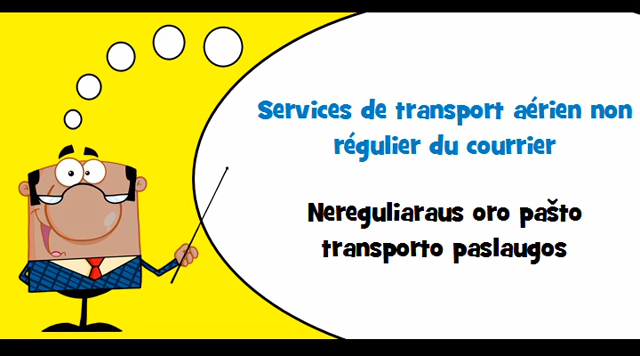 Services de transport aérien non
régulier du courrier
Nereguliaraus oro pašto
transporto paslaugos